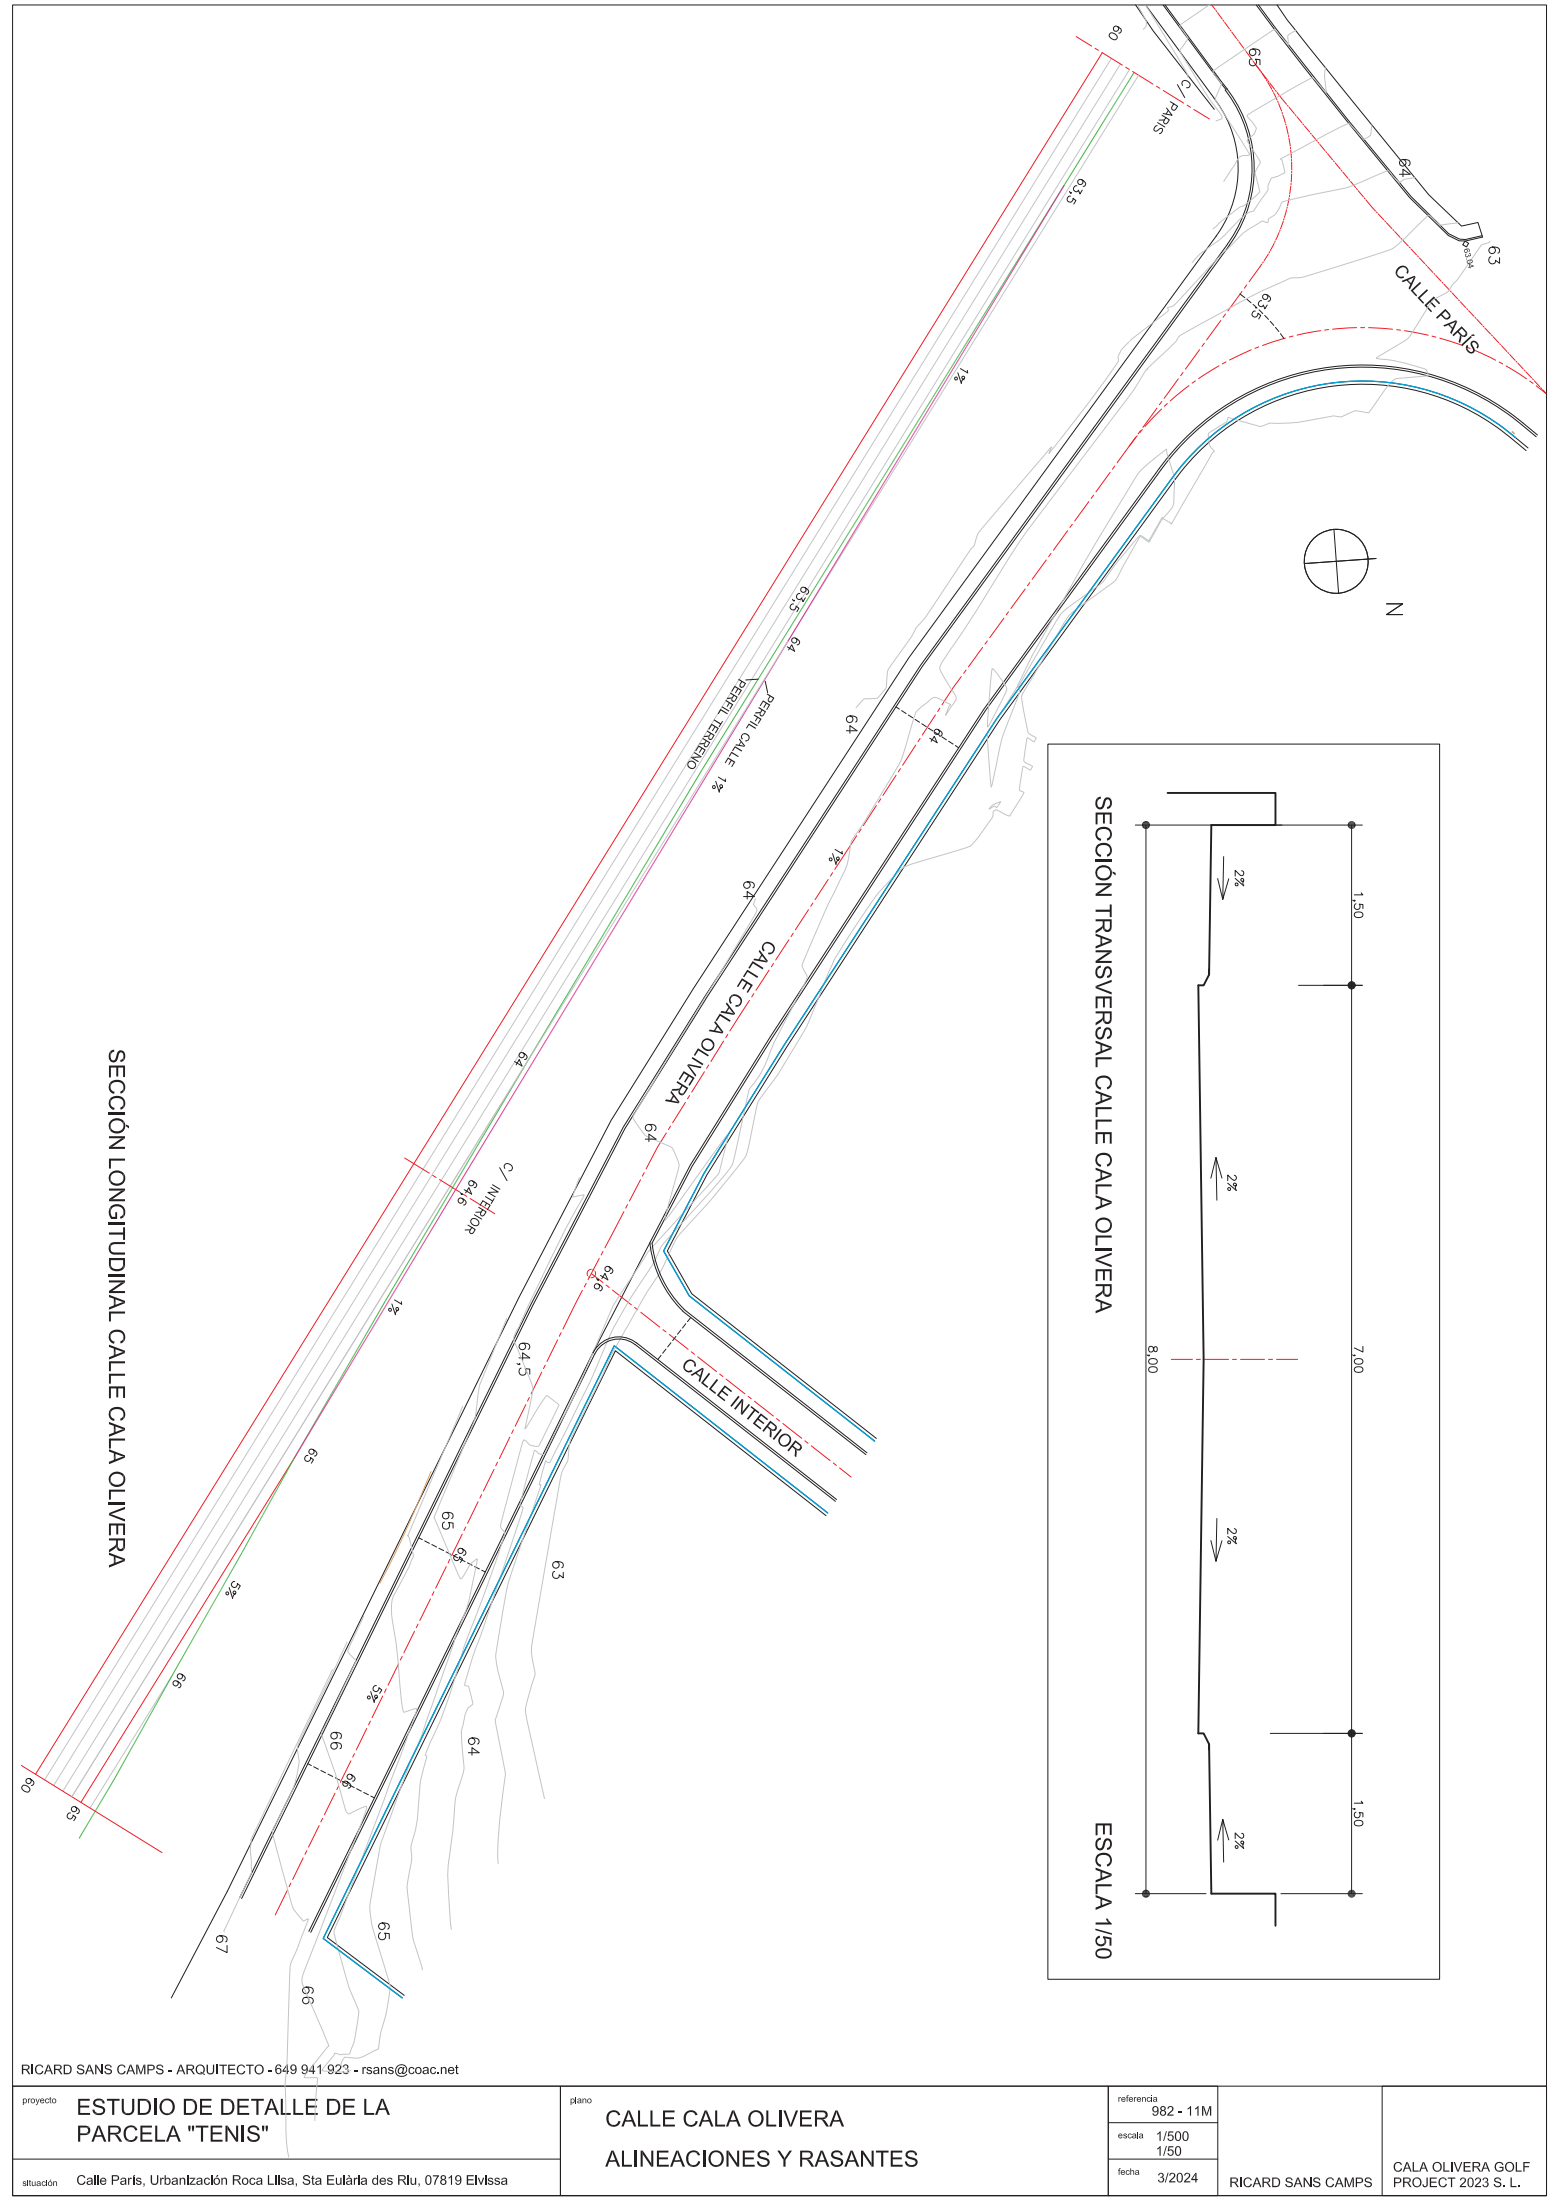 60
C/ PARIS
65
64
63
63.04
CALLE PARÍS
63,5
63,5
1%
N
63,5
64
PERFIL CALLE
PERFIL TERRENO
1%
64
64
1%
64
CALLE CALA OLIVERA
64
64
C/ INTERIOR
64,6
64,6
1%
64,5
CALLE INTERIOR
65
65
65
63
5%
5%
66
66
66
64
60
65
67
65
66
SECCIÓN LONGITUDINAL CALLE CALA OLIVERA
SECCIÓN TRANSVERSAL CALLE CALA OLIVERA
ESCALA 1/50
2%
1,50
2%
8,00
7,00
2%
2%
1,50
RICARD SANS CAMPS - ARQUITECTO - 649 941 923 - rsans@coac.net
proyecto
ESTUDIO DE DETALLE DE LA
PARCELA "TENIS"
situación
Calle París, Urbanización Roca Llisa, Sta Eulària des Riu, 07819 Eivissa
plano
CALLE CALA OLIVERA
ALINEACIONES Y RASANTES
referencia
982 - 11M
escala 1/500
1/50
fecha 3/2024
RICARD SANS CAMPS
CALA OLIVERA GOLF
PROJECT 2023 S. L.